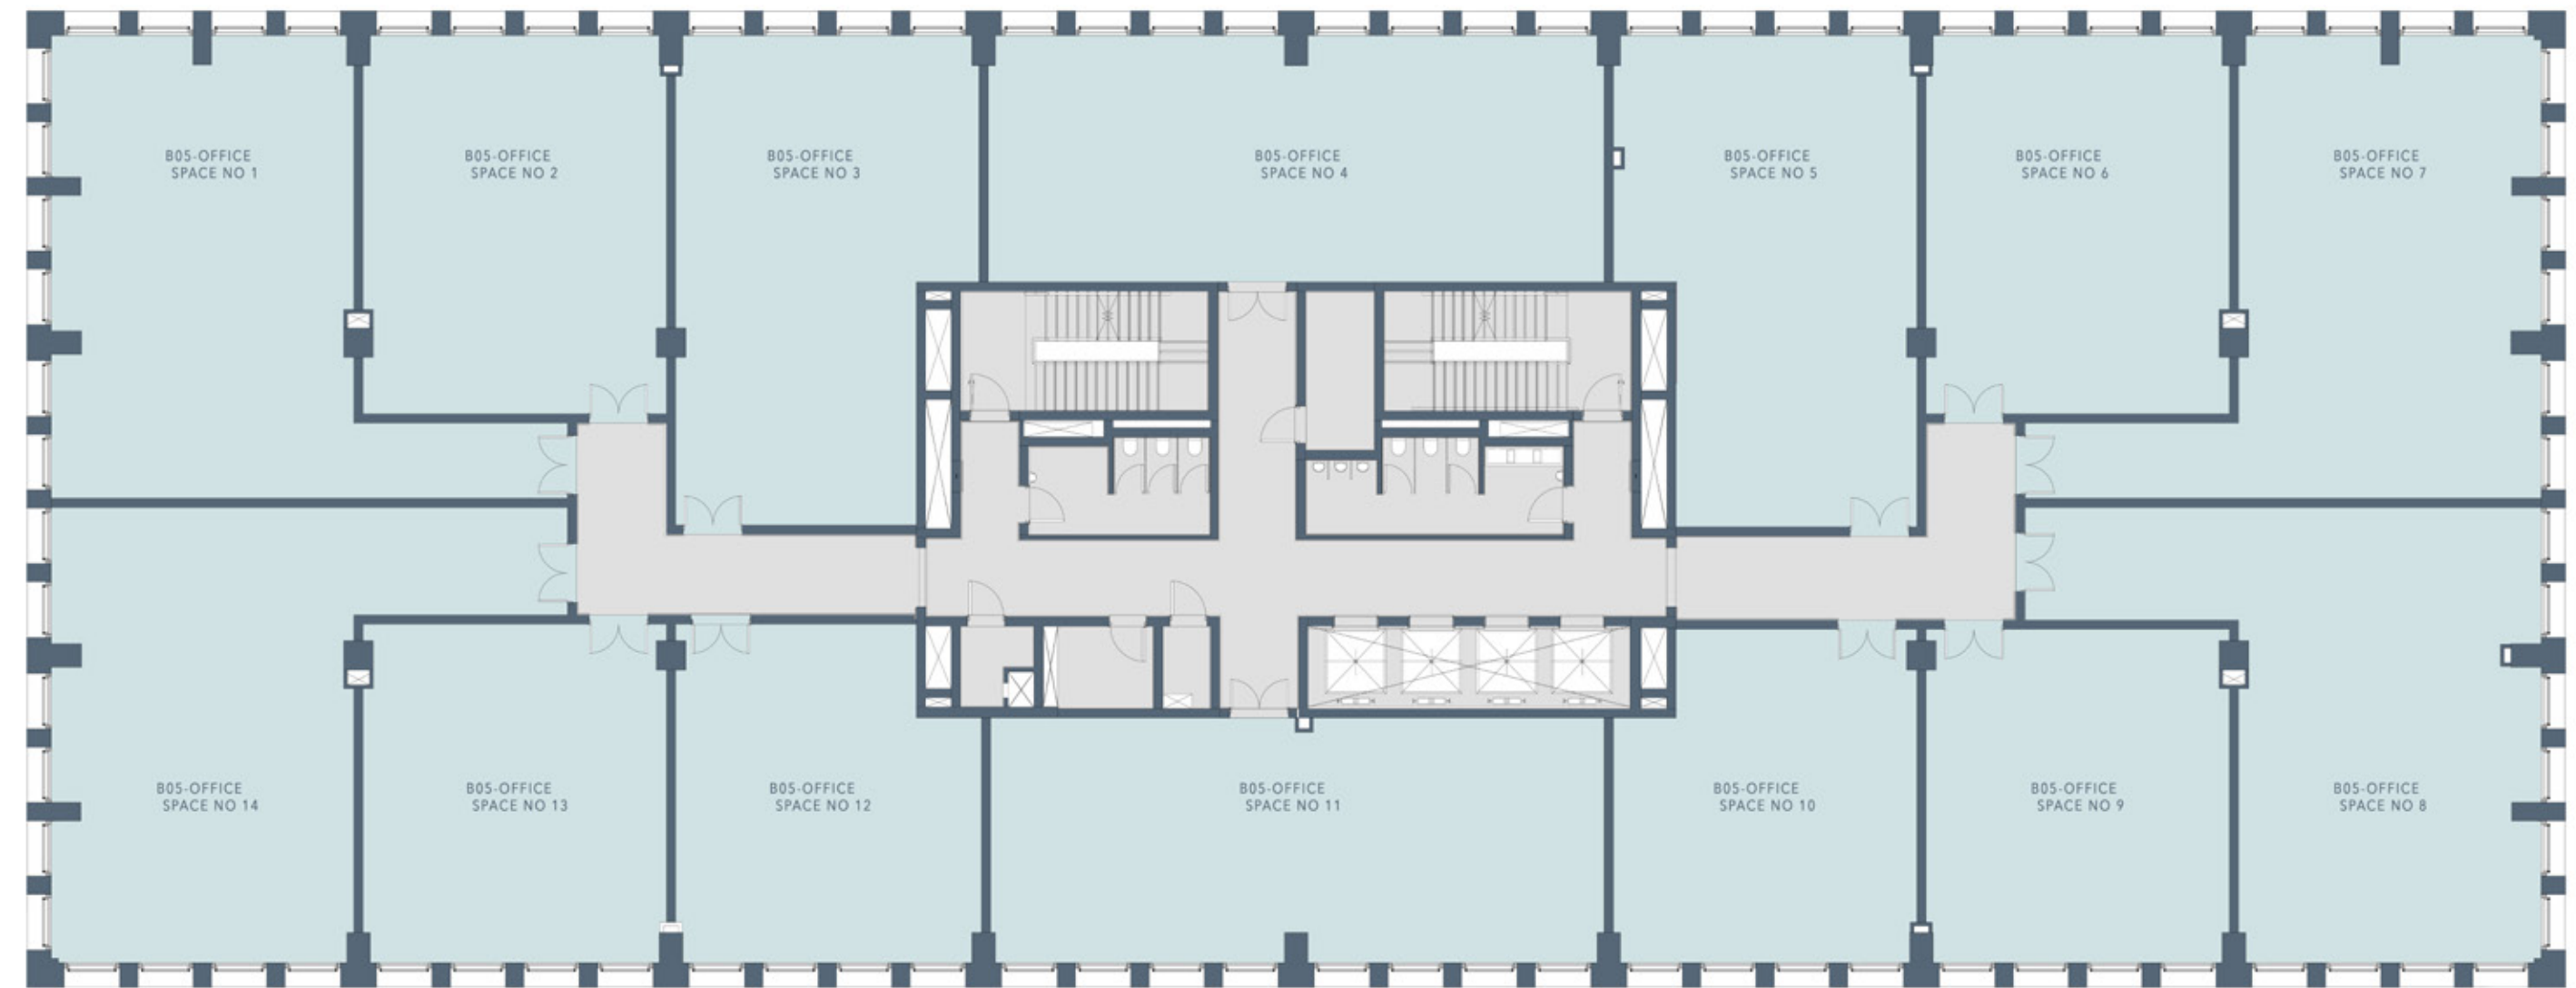 B05-OFFICE
SPACE NO 1
B05-OFFICE
SPACE NO 2
B05-OFFICE
SPACE NO 3
B05-OFFICE
SPACE NO 4
B05-OFFICE
SPACE NO 5
B05-OFFICE
SPACE NO 6
B05-OFFICE
SPACE NO 7
B05-OFFICE
SPACE NO 14
B05-OFFICE
SPACE NO 13
B05-OFFICE
SPACE NO 12
B05-OFFICE
SPACE NO 11
B05-OFFICE
SPACE NO 10
B05-OFFICE
SPACE NO 9
B05-OFFICE
SPACE NO 8